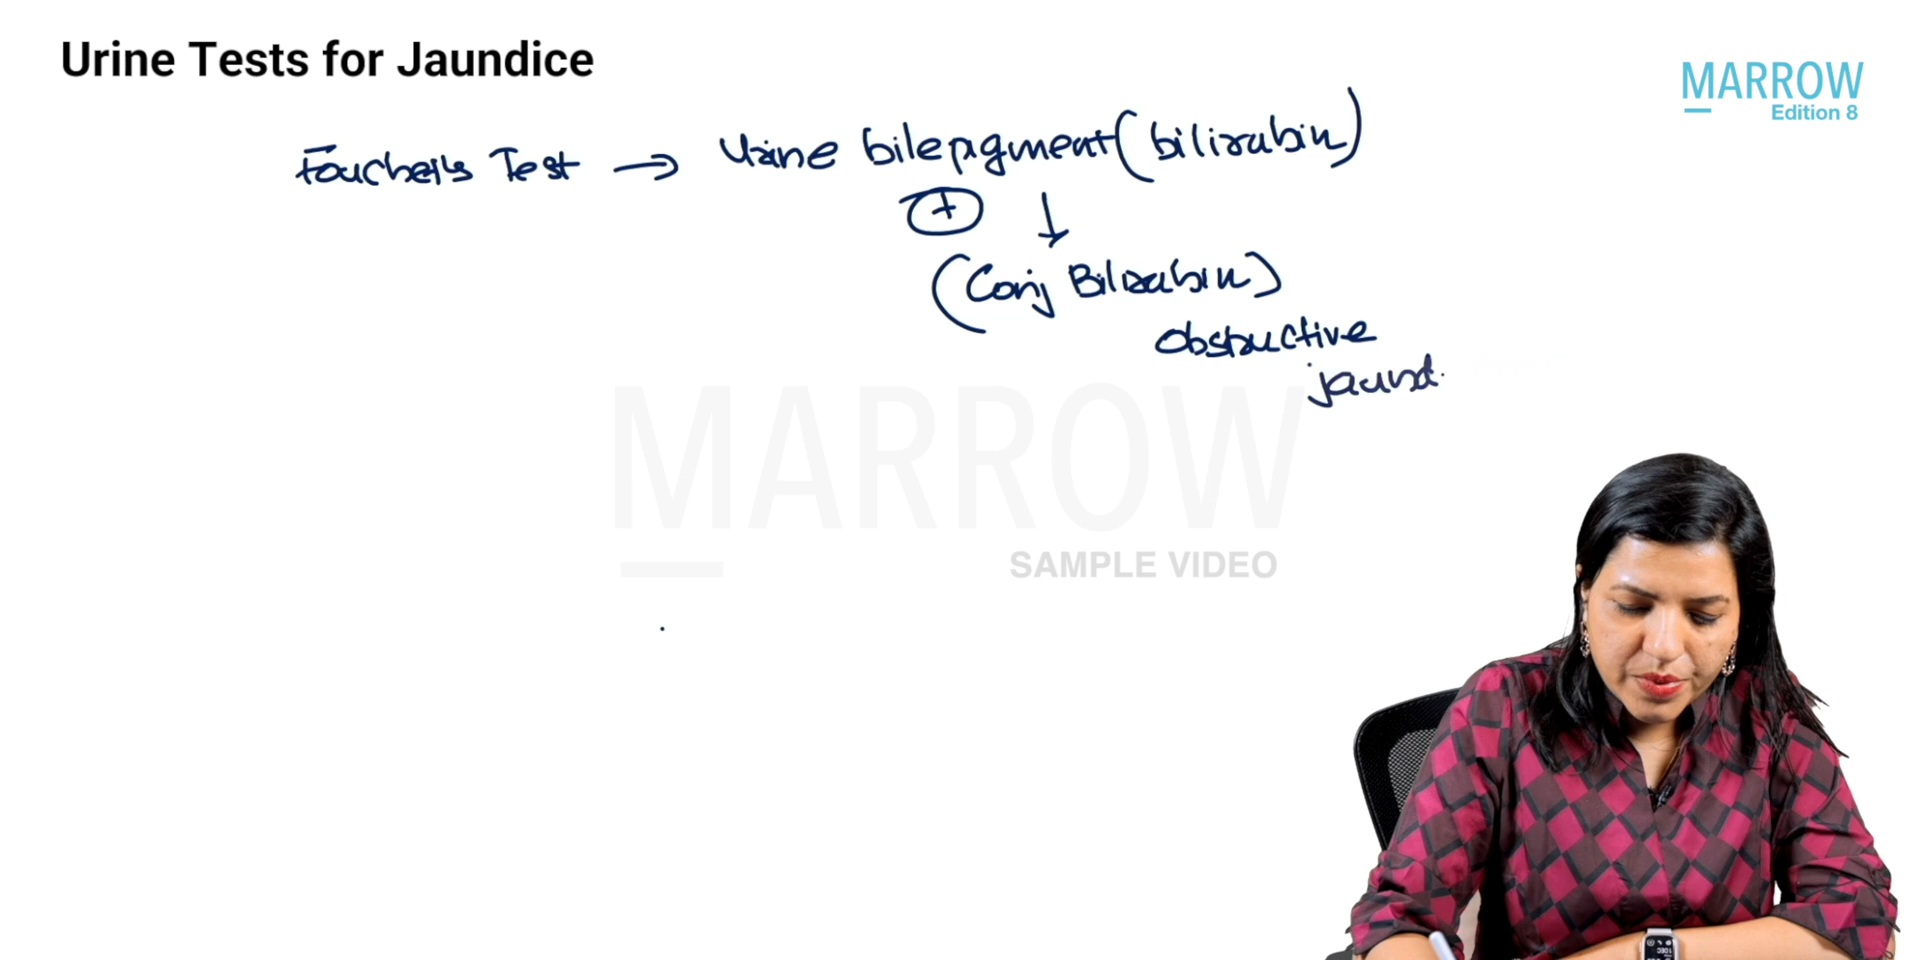 Urine Tests for Jaundice
MARROW
Edition 8
Fouchet's Test → Urine bilepigment (bilirubin)
+ ↓
(Conj Bilirubin)
Obstructive
jaund.
MARROW
SAMPLE VIDEO